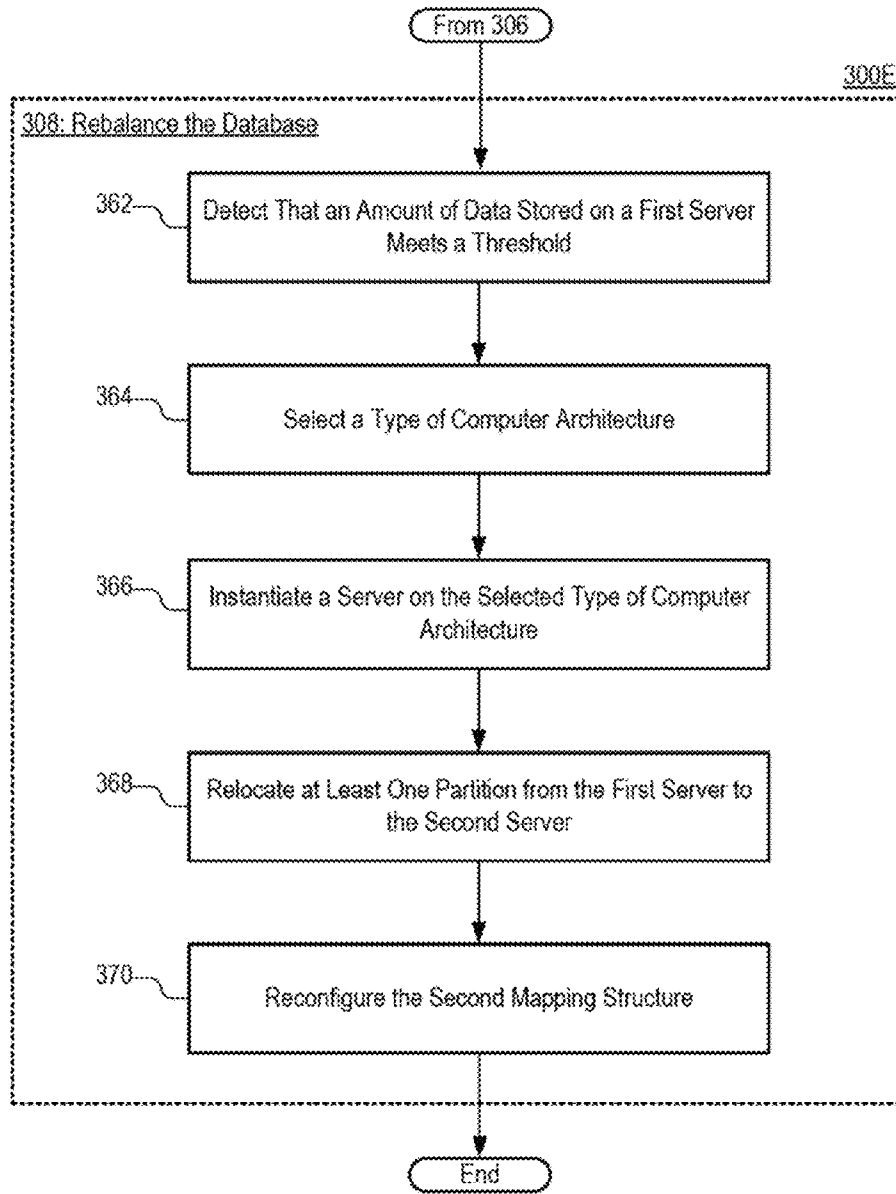 From 306
300E
308: Rebalance the Database
362
Detect That an Amount of Data Stored on a First Server
Meets a Threshold
364
Select a Type of Computer Architecture
366
Instantiate a Server on the Selected Type of Computer
Architecture
368
Relocate at Least One Partition from the First Server to
the Second Server
370
Reconfigure the Second Mapping Structure
End